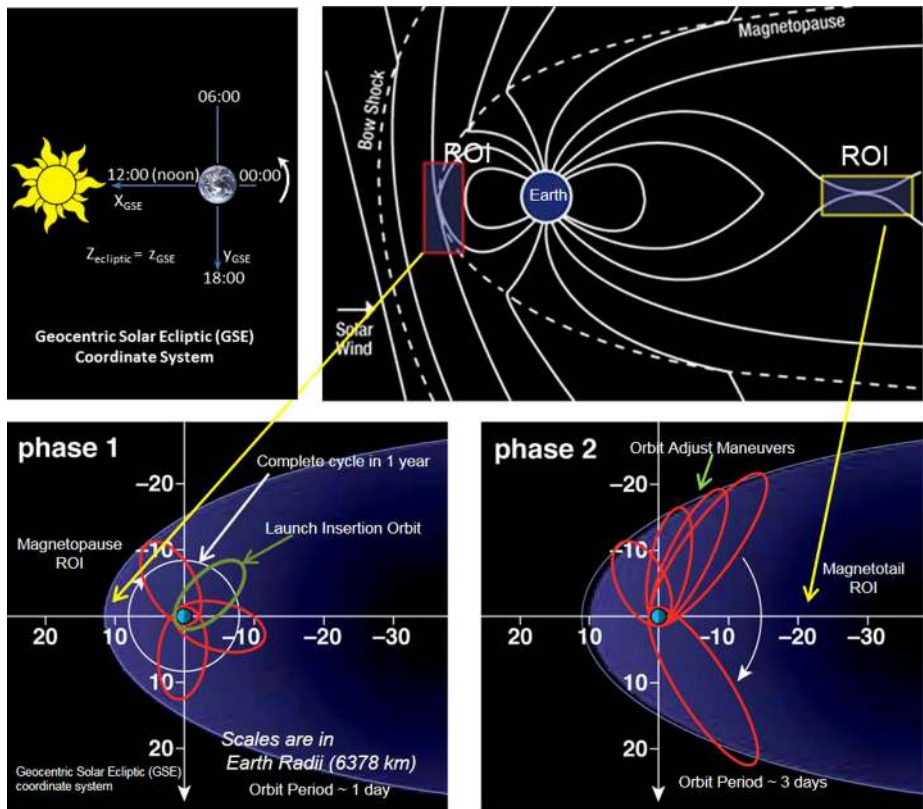 06:00
12:00 (noon)
00:00
XGSE
Zecliptic = zGSE
yGSE
18:00
Geocentric Solar Ecliptic (GSE)
Coordinate System
Magnetopause
Bow Shock
ROI
ROI
Earth
Solar
Wind
phase 1
Complete cycle in 1 year
-20
Launch Insertion Orbit
Magnetopause
ROI
-10
20
10
-10
-20
-30
10
20
Scales are in
Earth Radii (6378 km)
Geocentric Solar Ecliptic (GSE)
coordinate system
Orbit Period ~ 1 day
phase 2
Orbit Adjust Maneuvers
-20
-10
Magnetotail
ROI
20
10
-10
-20
-30
10
20
Orbit Period ~ 3 days